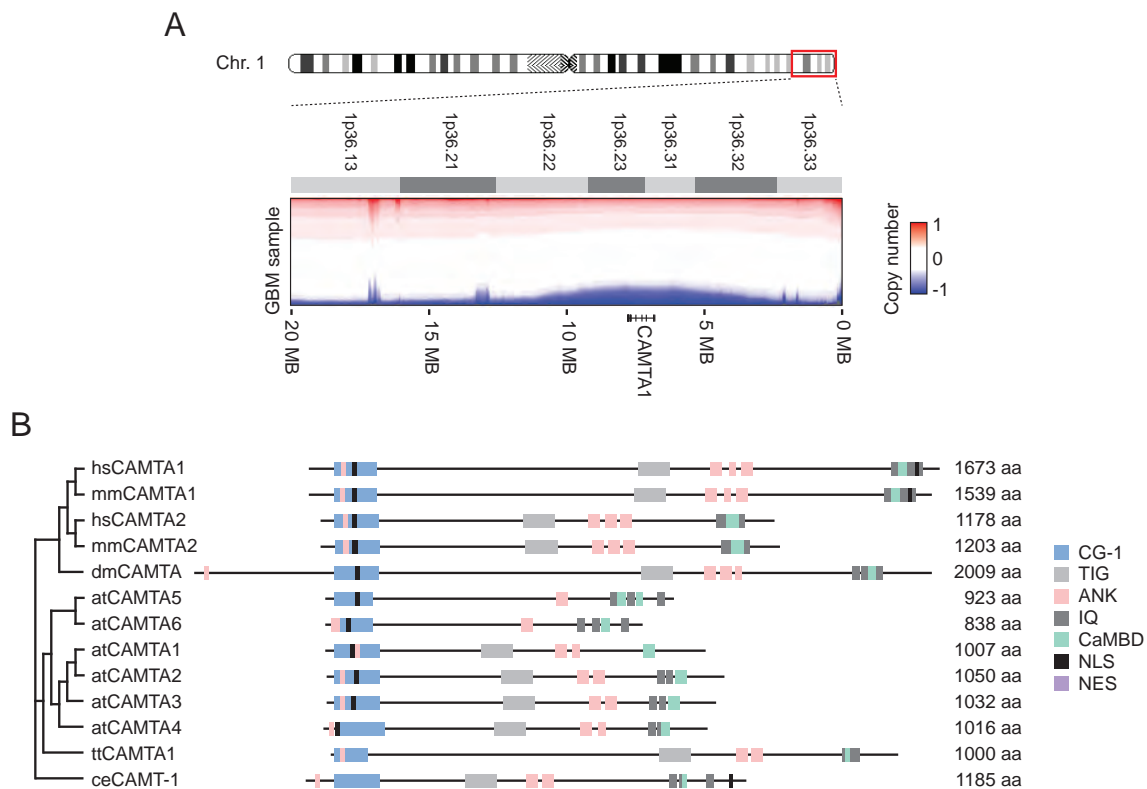 A
Chr. 1
1p36.13
1p36.21
1p36.22
1p36.23
1p36.31
1p36.32
1p36.33
GBM sample
Copy number
1
0
-1
20 MB
15 MB
10 MB
CAMTA1
5 MB
0 MB
B
hsCAMTA1 1673 aa
mmCAMTA1 1539 aa
hsCAMTA2 1178 aa
mmCAMTA2 1203 aa
dmCAMTA 2009 aa
atCAMTA5 923 aa
atCAMTA6 838 aa
atCAMTA1 1007 aa
atCAMTA2 1050 aa
atCAMTA3 1032 aa
atCAMTA4 1016 aa
ttCAMTA1 1000 aa
ceCAMT-1 1185 aa
CG-1
TIG
ANK
IQ
CaMBD
NLS
NES